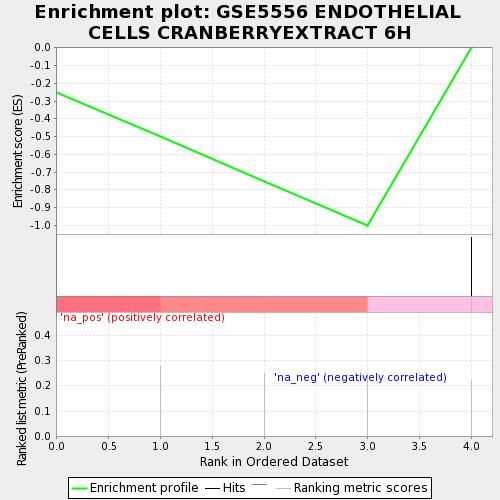 Enrichment plot: GSE5556 ENDOTHELIAL
CELLS CRANBERRYEXTRACT 6H
Enrichment score (ES)
0.0
-0.1
-0.2
-0.3
-0.4
-0.5
-0.6
-0.7
-0.8
-0.9
-1.0
'na_pos' (positively correlated)
'na_neg' (negatively correlated)
Ranked list metric (PreRanked)
0.4
0.3
0.2
0.1
0.0
0.0 0.5 1.0 1.5 2.0 2.5 3.0 3.5 4.0
Rank in Ordered Dataset
Enrichment profile Hits Ranking metric scores